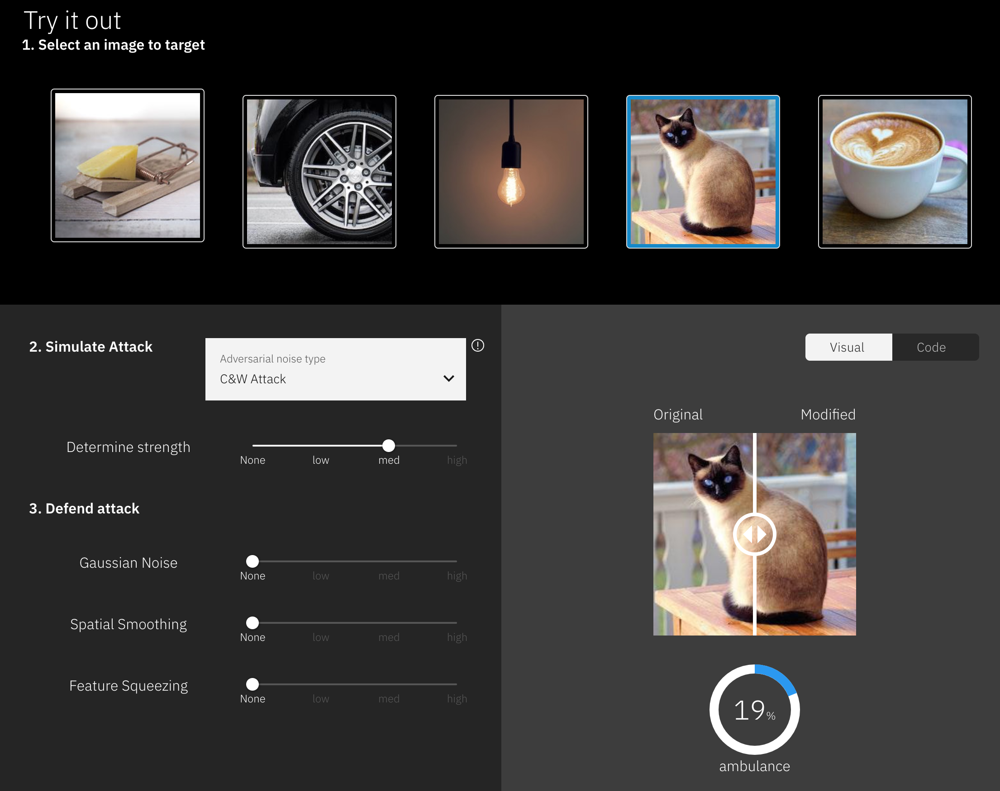 Try it out
1. Select an image to target
2. Simulate Attack
Adversarial noise type
C&W Attack
Visual
Code
Original
Modified
Determine strength
None low med high
3. Defend attack
Gaussian Noise
None low med high
Spatial Smoothing
None low med high
Feature Squeezing
None low med high
19%
ambulance